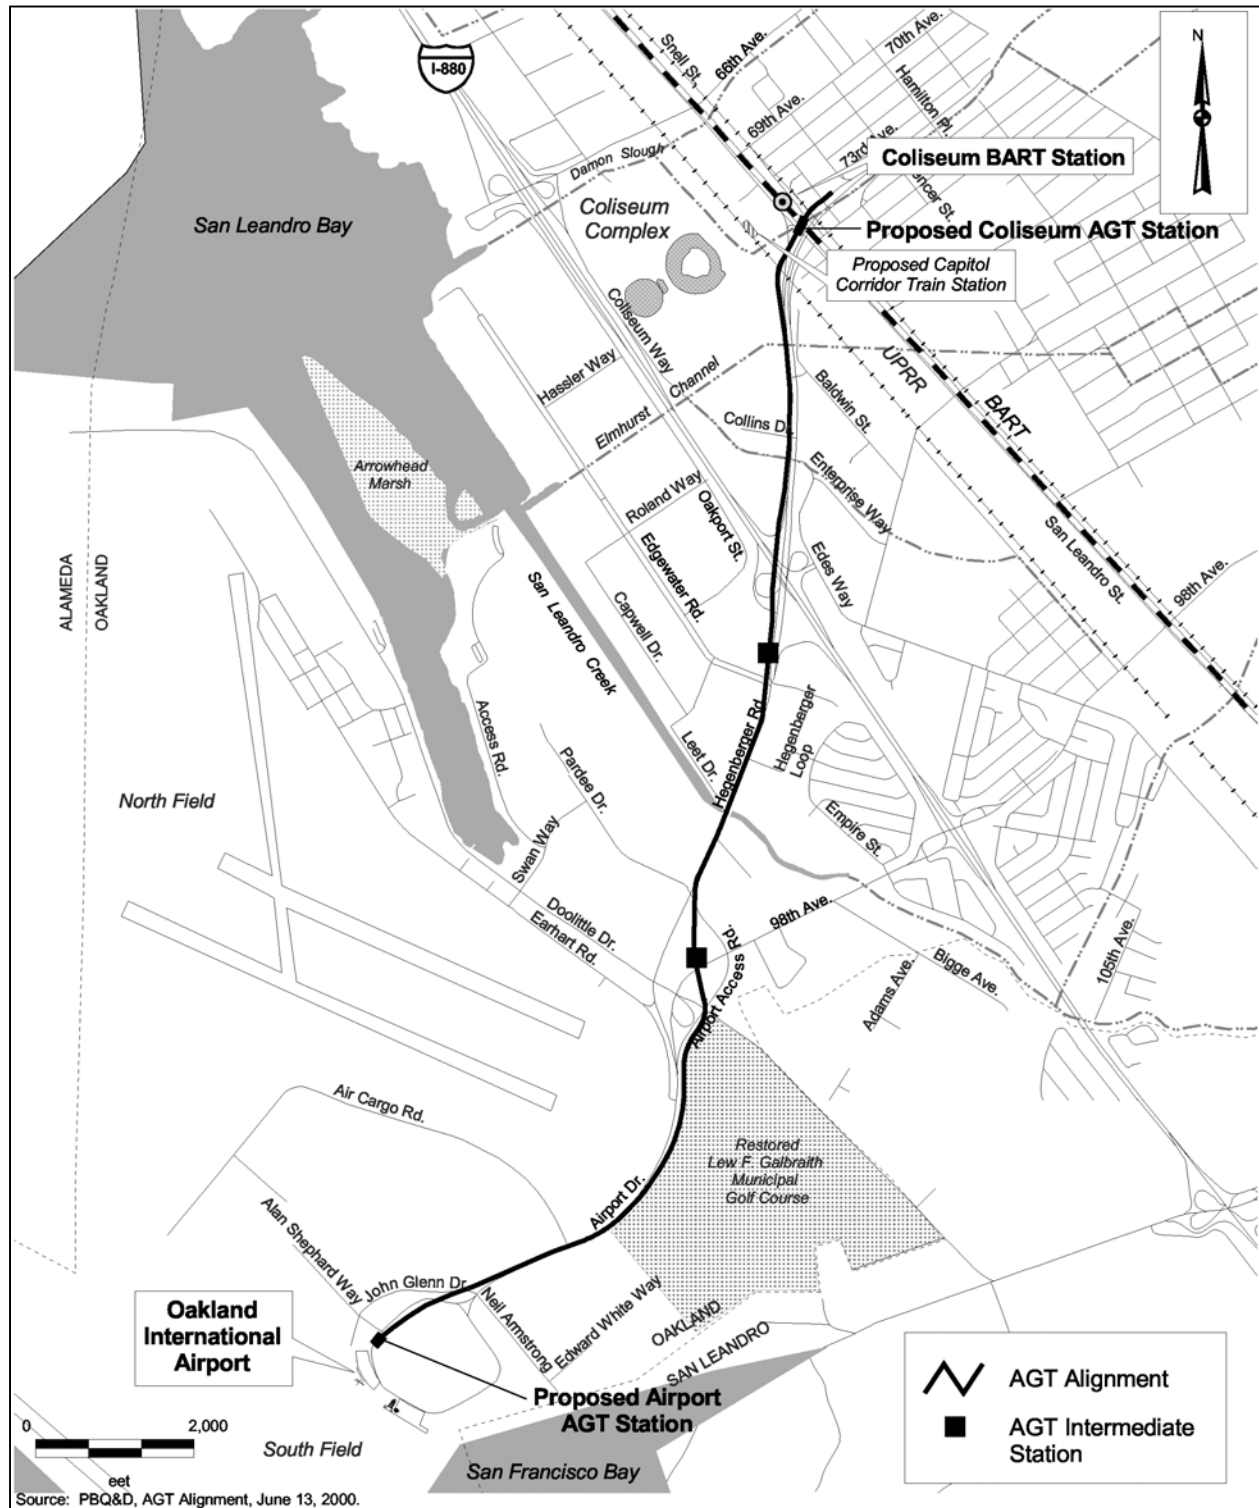 I-880
Snell St.
66th Ave.
70th Ave.
Hamilton Pl.
69th Ave.
73rd Ave.
N
Damon Slough
Coliseum BART Station
encer St.
San Leandro Bay
Coliseum
Complex
Proposed Coliseum AGT Station
Proposed Capitol
Corridor Train Station
Coliseum Way
Hassler Way
Elmhurst Channel
UPRR
BART
Baldwin St.
Collins Dr.
Arrowhead
Marsh
Roland Way
Oakport St.
Enterprise Way
Edgewater Rd.
Edes Way
San Leandro St.
98th Ave.
ALAMEDA
OAKLAND
San Leandro Creek
Capwell Dr.
Access Rd.
Pardee Dr.
Leet Dr.
Hegenberger Rd.
Hegenberger
Loop
North Field
Swan Way
Empire St.
Doolittle Dr.
Earhart Rd.
98th Ave.
Airport Access Rd.
Adams Ave.
Bigge Ave.
105th Ave.
Air Cargo Rd.
Restored
Lew F. Galbraith
Municipal
Golf Course
Airport Dr.
Alan Shephard Way
John Glenn Dr.
Neil Armstrong
Edward White Way
OAKLAND
SAN LEANDRO
Oakland
International
Airport
Proposed Airport
AGT Station
AGT Alignment
AGT Intermediate
Station
0 2,000
eet
South Field
San Francisco Bay
Source: PBQ&D, AGT Alignment, June 13, 2000.